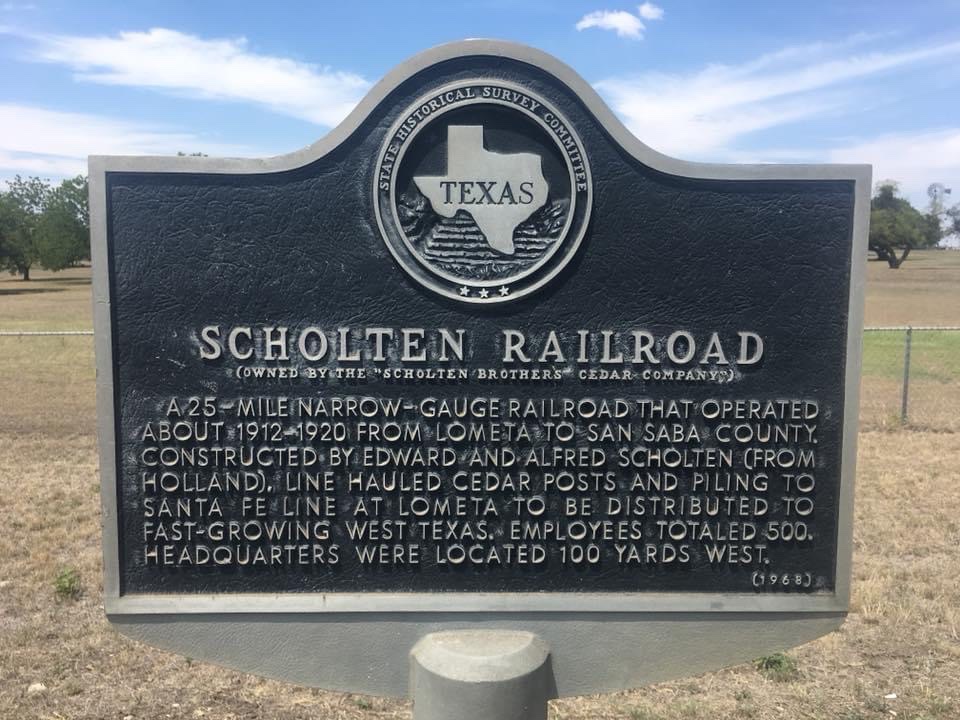 STATE HISTORICAL SURVEY COMMITTEE
TEXAS
SCHOLTEN RAILROAD
(OWNED BY THE "SCHOLTEN BROTHERS CEDAR COMPANY")
A 25-MILE NARROW-GAUGE RAILROAD THAT OPERATED
ABOUT 1912-1920 FROM LOMETA TO SAN SABA COUNTY.
CONSTRUCTED BY EDWARD AND ALFRED SCHOLTEN (FROM
HOLLAND), LINE HAULED CEDAR POSTS AND PILING TO
SANTA FE LINE AT LOMETA TO BE DISTRIBUTED TO
FAST-GROWING WEST TEXAS. EMPLOYEES TOTALED 500.
HEADQUARTERS WERE LOCATED 100 YARDS WEST.
(1968)